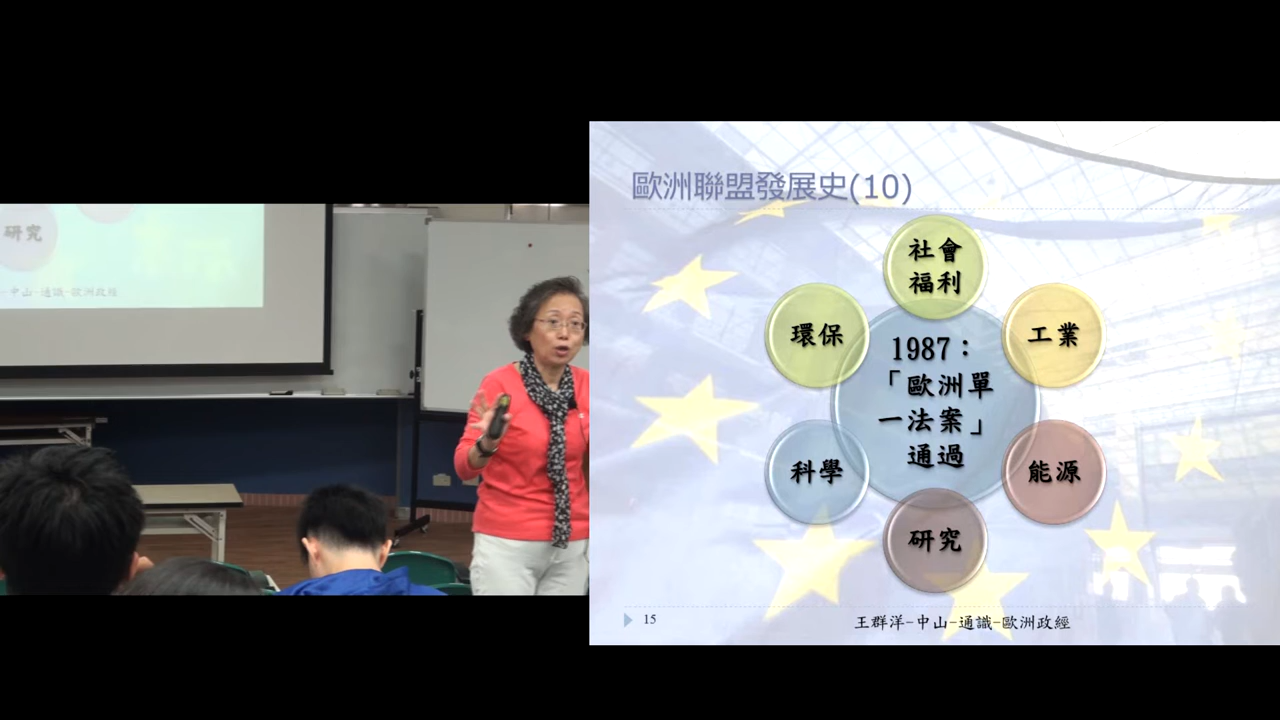 研究
-中山-通識-歐洲政經
歐洲聯盟發展史(10)
社會
福利
環保
工業
1987：
「歐洲單
一法案」
通過
科學
能源
研究
15
王群洋-中山-通識-歐洲政經